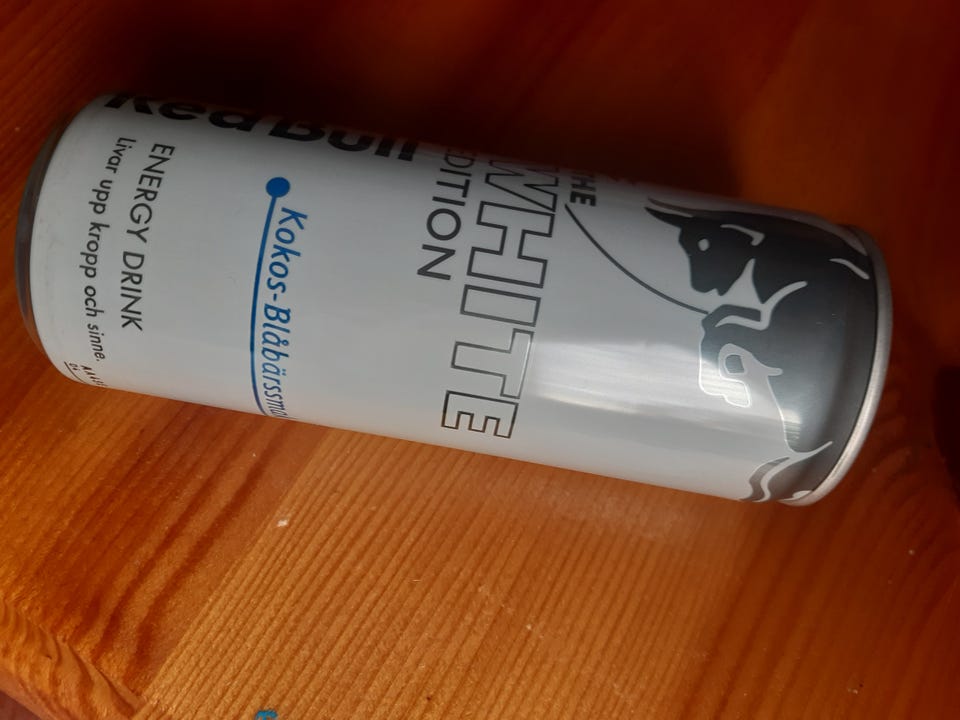 THE
WHITE
EDITION
Red Bull
Kokos-Blåbärssma
ENERGY DRINK
Livar upp kropp och sinne.